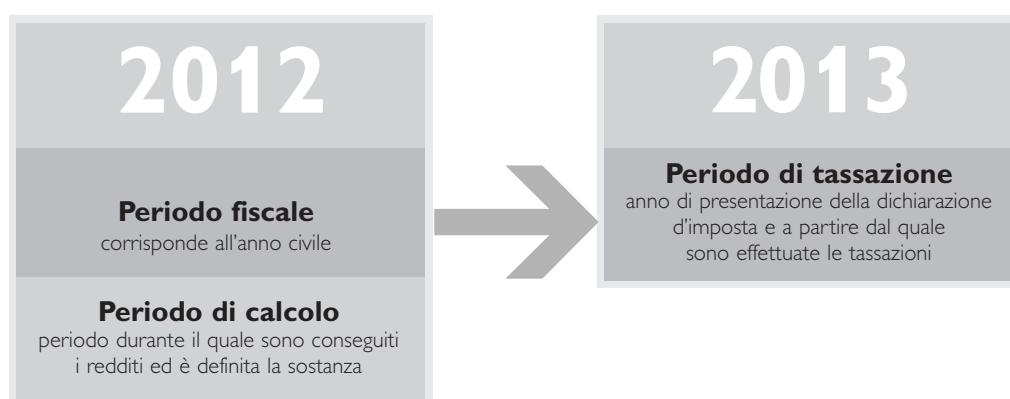 2012
Periodo fiscale
corrisponde all'anno civile
Periodo di calcolo
periodo durante il quale sono conseguiti
i redditi ed è definita la sostanza
2013
Periodo di tassazione
anno di presentazione della dichiarazione
d'imposta e a partire dal quale
sono effettuate le tassazioni